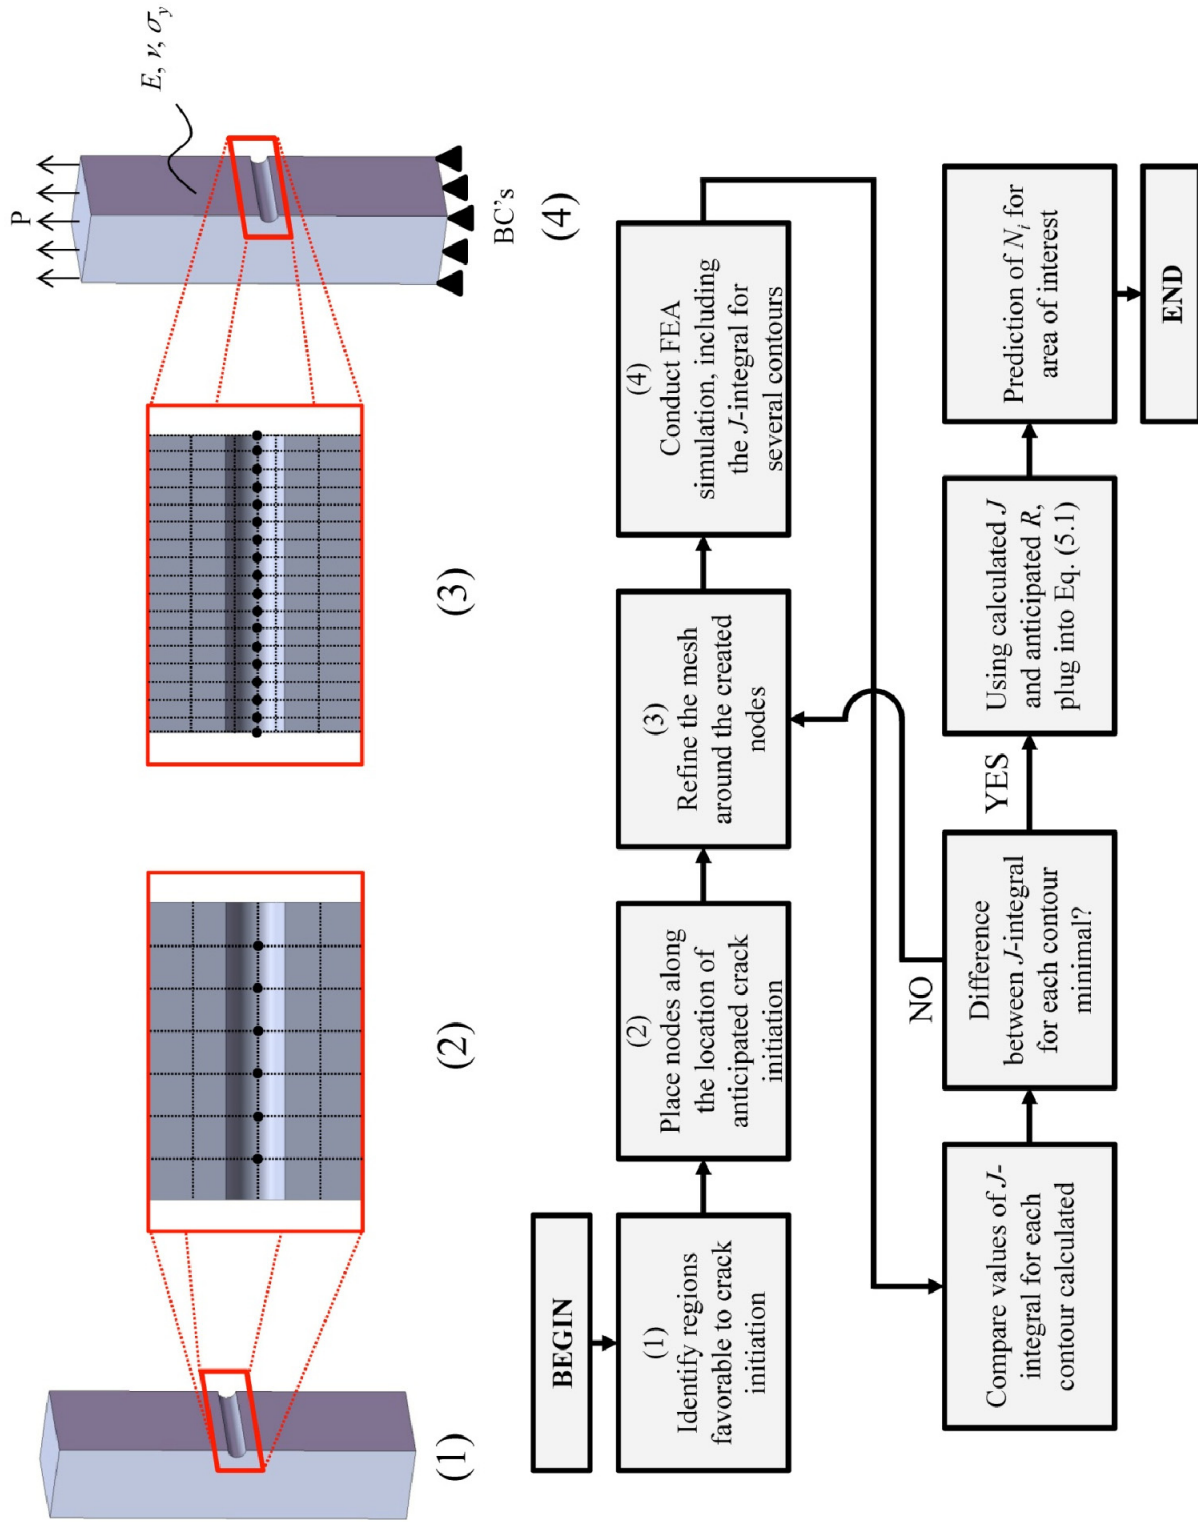 P
E, ν, σy
BC's
(1)
(2)
(3)
(4)
BEGIN
(1)
Identify regions
favorable to crack
initiation
(2)
Place nodes along
the location of
anticipated crack
initiation
(3)
Refine the mesh
around the created
nodes
(4)
Conduct FEA
simulation, including
the J-integral for
several contours
Compare values of J-
integral for each
contour calculated
Difference
between J-integral
for each contour
minimal?
NO
YES
Using calculated J
and anticipated R,
plug into Eq. (5.1)
Prediction of Ni for
area of interest
END